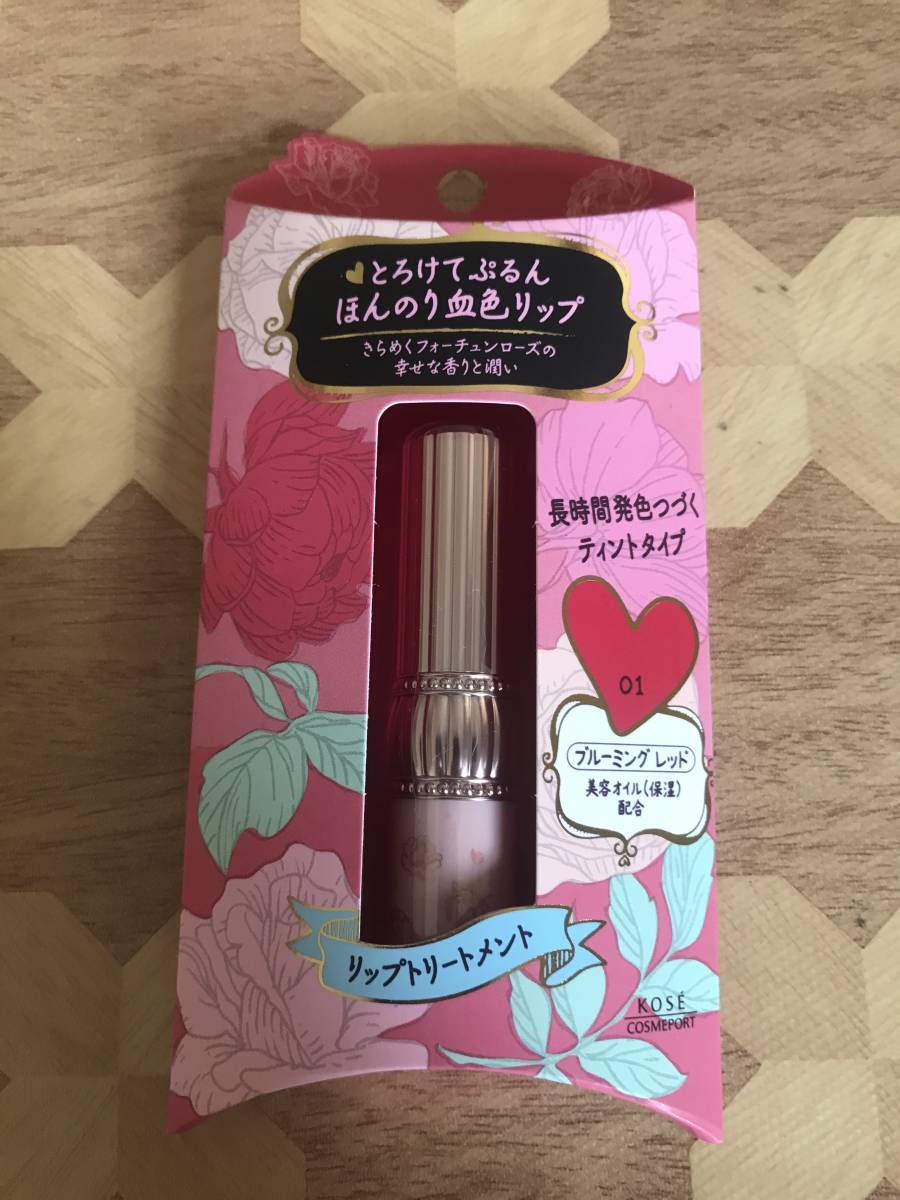 とろけてぷるん
ほんのり血色リップ
きらめくフォーチュンローズの
幸せな香りと潤い
長時間発色つづく
ティントタイプ
01
ブルーミング レッド
美容オイル(保湿)
配合
リップトリートメント
KOSÉ
COSMEPORT